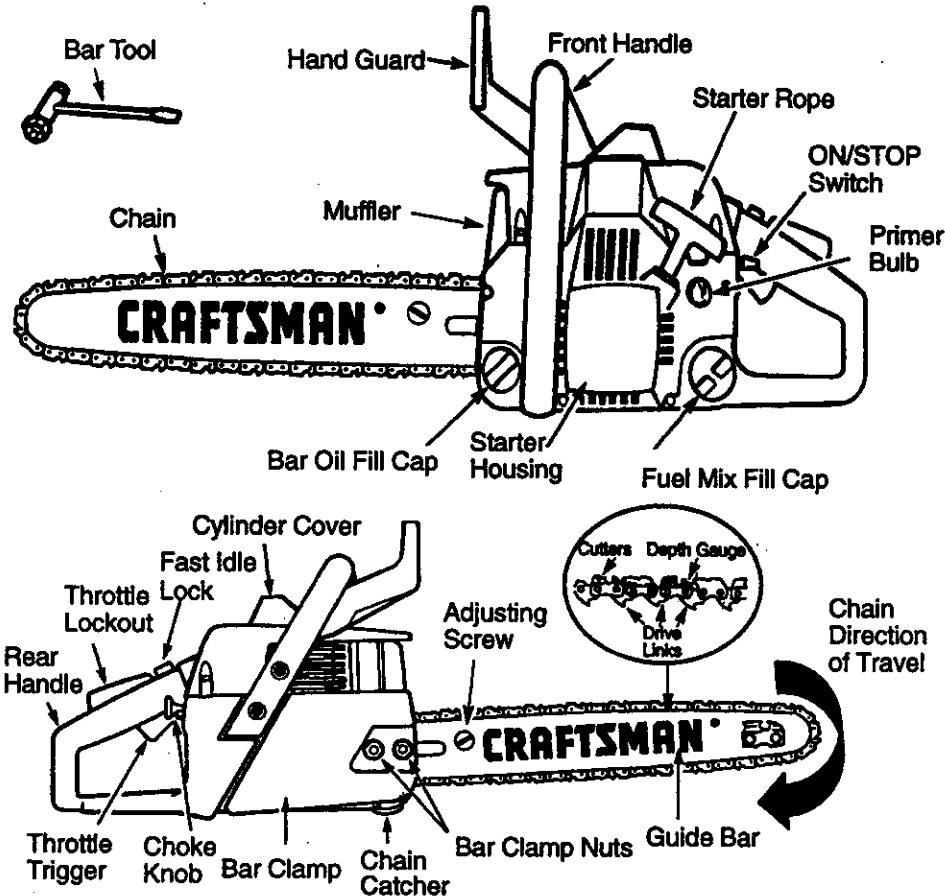 Bar Tool
Hand Guard
Front Handle
Starter Rope
ON/STOP
Switch
Primer
Bulb
Chain
Muffler
CRAFTSMAN
Bar Oil Fill Cap
Starter
Housing
Fuel Mix Fill Cap
Cylinder Cover
Fast Idle
Lock
Throttle
Lockout
Rear
Handle
Adjusting
Screw
Cutters
Depth Gauge
Drive
Links
Chain
Direction
of Travel
CRAFTSMAN
Throttle
Trigger
Choke
Knob
Bar Clamp
Chain
Catcher
Bar Clamp Nuts
Guide Bar